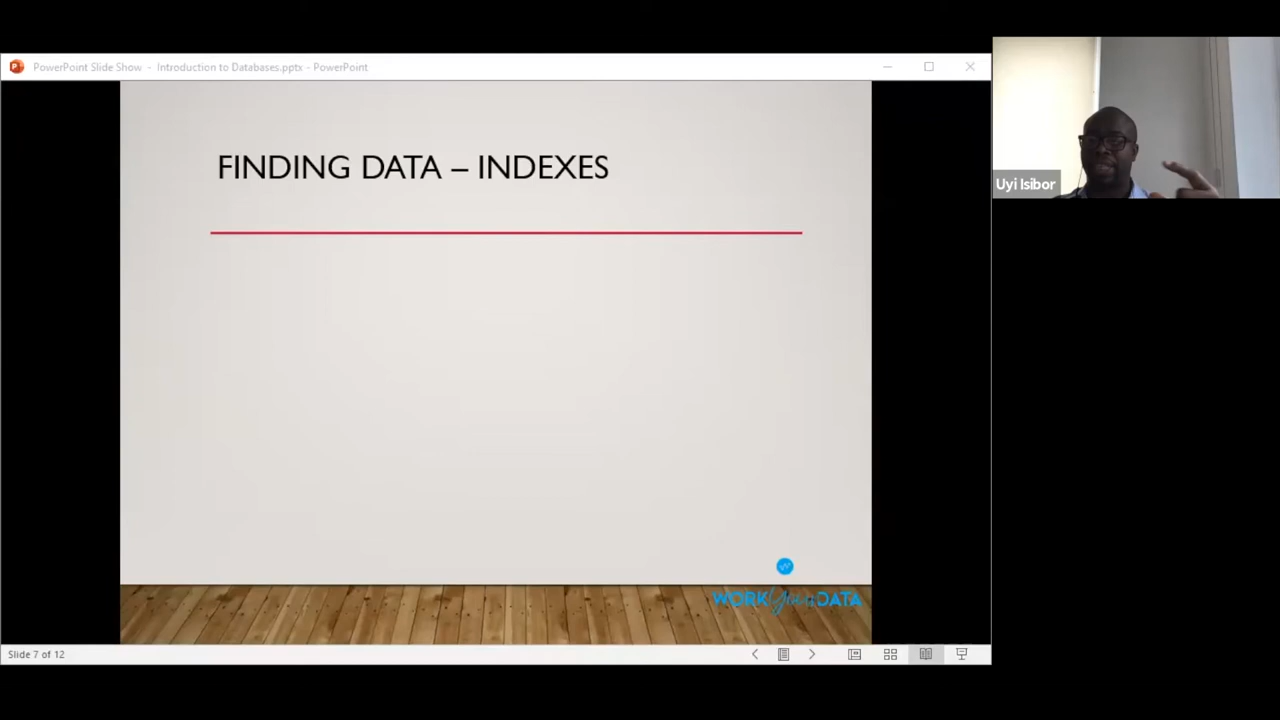 PowerPoint Slide Show - Introduction to Databases.pptx - PowerPoint
FINDING DATA – INDEXES
Uyi Isibor
WORK Your DATA
Slide 7 of 12